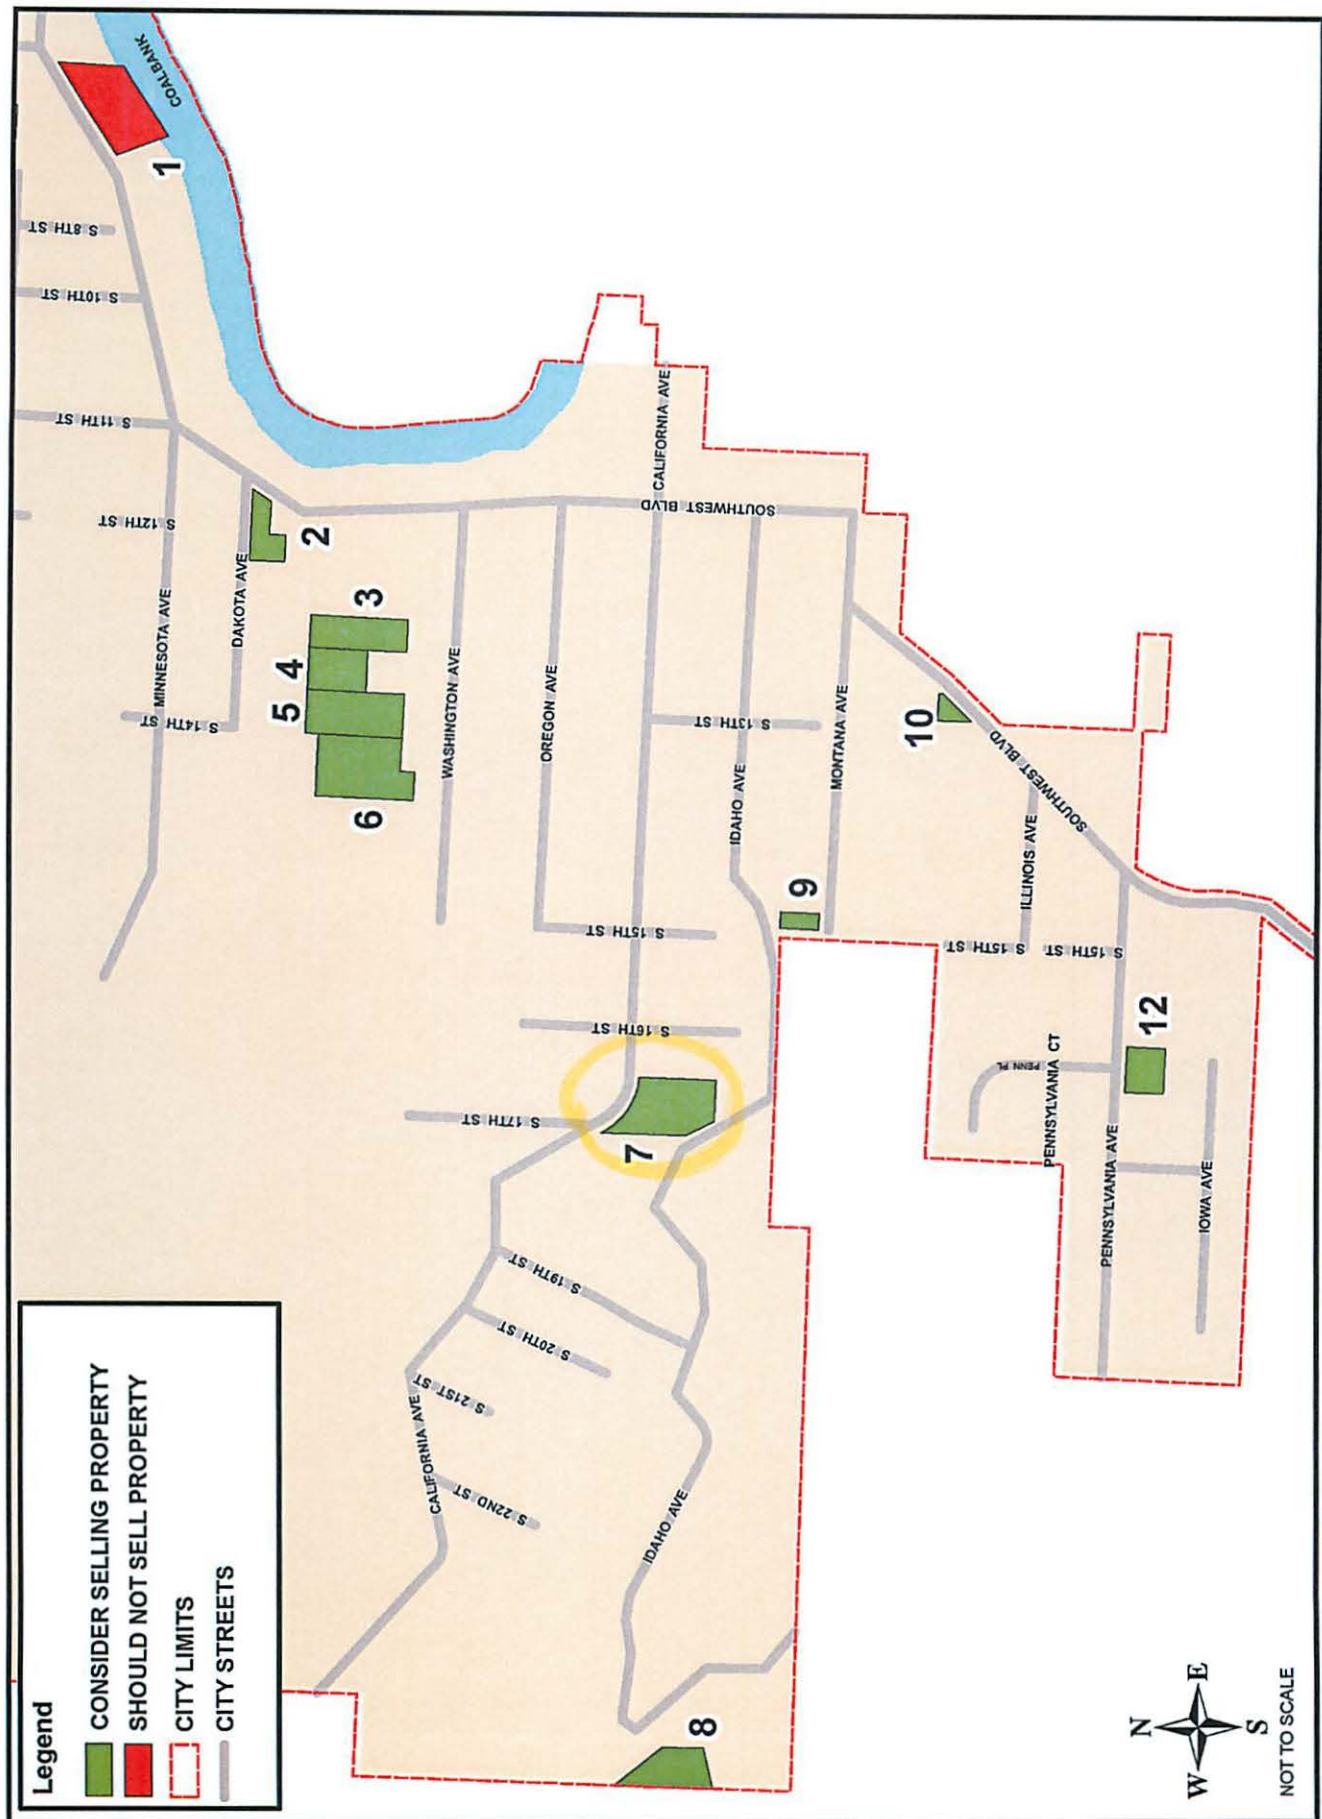 Legend
CONSIDER SELLING PROPERTY
SHOULD NOT SELL PROPERTY
CITY LIMITS
CITY STREETS
COALBANK
1
S 8TH ST
S 10TH ST
S 11TH ST
S 12TH ST
MINNESOTA AVE
S 14TH ST
DAKOTA AVE
2
3
4
5
6
WASHINGTON AVE
OREGON AVE
CALIFORNIA AVE
SOUTHWEST BLVD
S 13TH ST
IDAHO AVE
MONTANA AVE
S 15TH ST
S 16TH ST
S 17TH ST
7
9
10
S 19TH ST
S 20TH ST
S 21ST ST
CALIFORNIA AVE
S 22ND ST
IDAHO AVE
8
SOUTHWEST BLVD
ILLINOIS AVE
S 15TH ST
S 15TH ST
12
PENN PL
PENNSYLVANIA CT
PENNSYLVANIA AVE
IOWA AVE
N
W
E
S
NOT TO SCALE